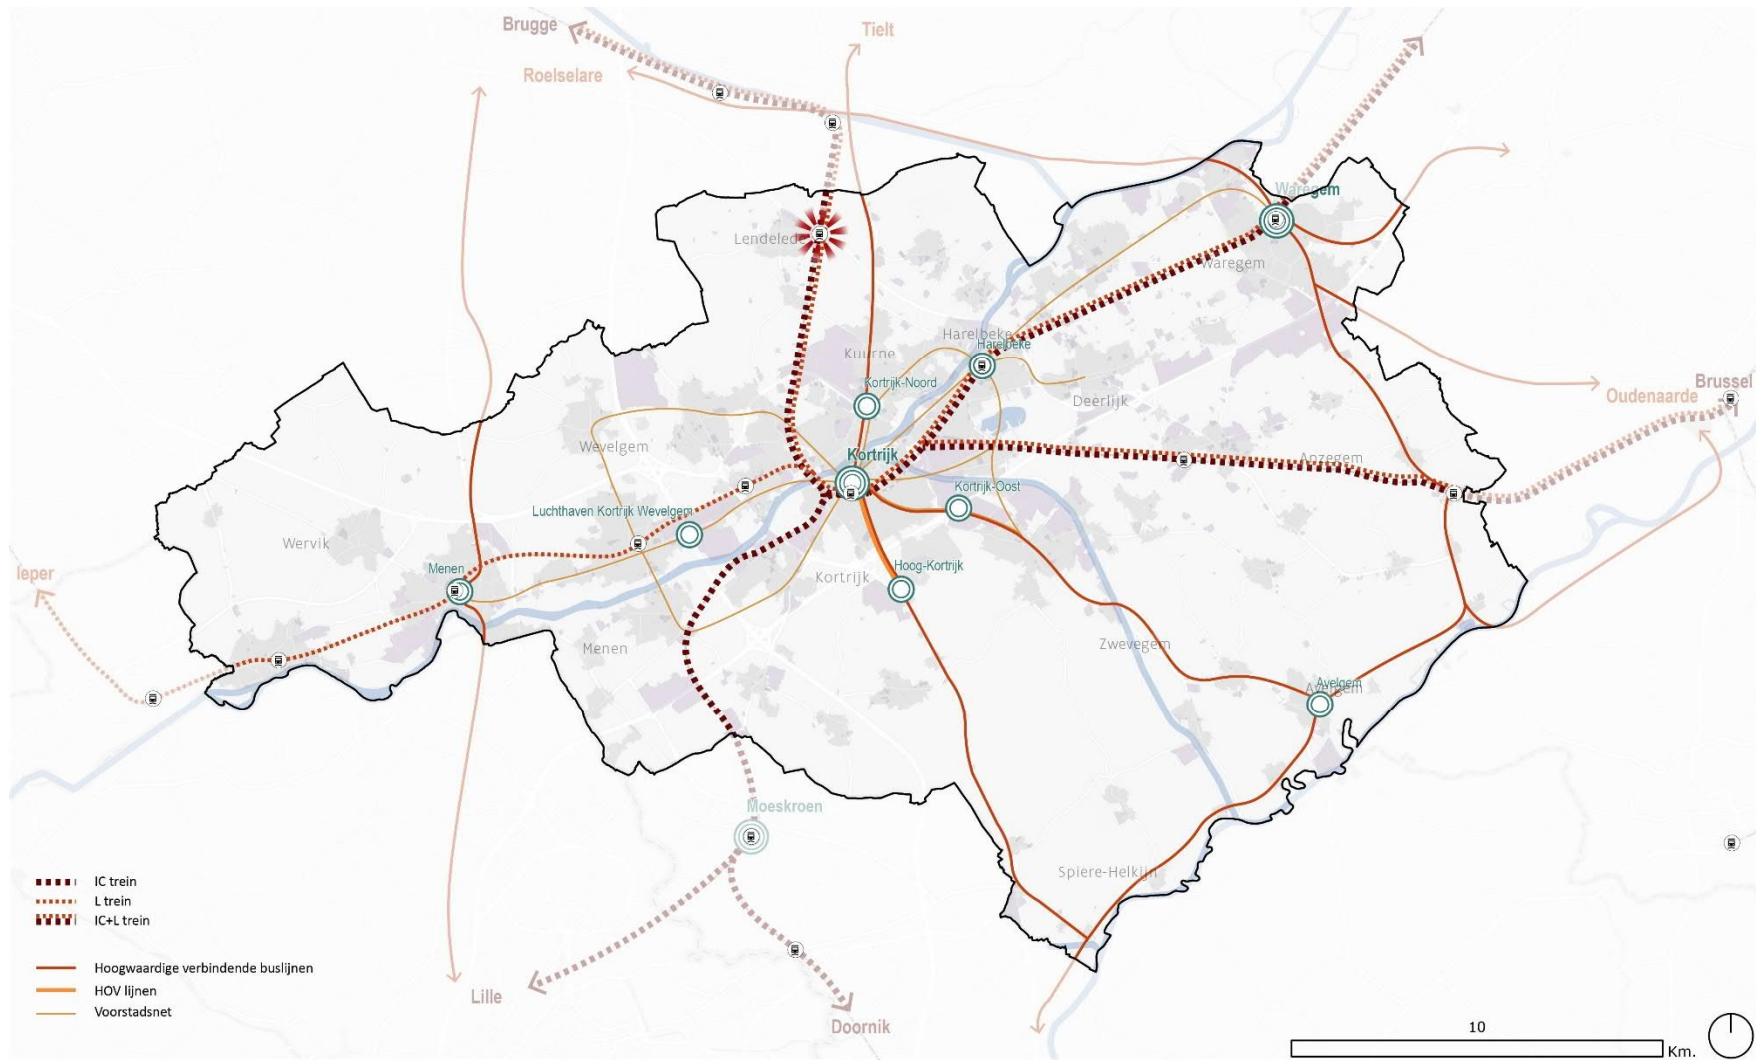 Brugge
Tielt
Roelselare
Waregem
Lendelede
Waregem
Harelbeke
Harelbeke
Kuurne
Kortrijk-Noord
Brussel
Oudenaarde
Deerlijk
Wevelgem
Kortrijk
Anzegem
Kortrijk-Oost
Luchthaven Kortrijk Wevelgem
Wervik
Menen
Hoog-Kortrijk
Kortrijk
Ieper
Menen
Zwevegem
Avelgem
Avelgem
Moeskroen
Spiere-Helkijn
IC trein
L trein
IC+L trein
Hoogwaardige verbindende buslijnen
HOV lijnen
Voorstadsnet
Lille
Doornik
10
Km.